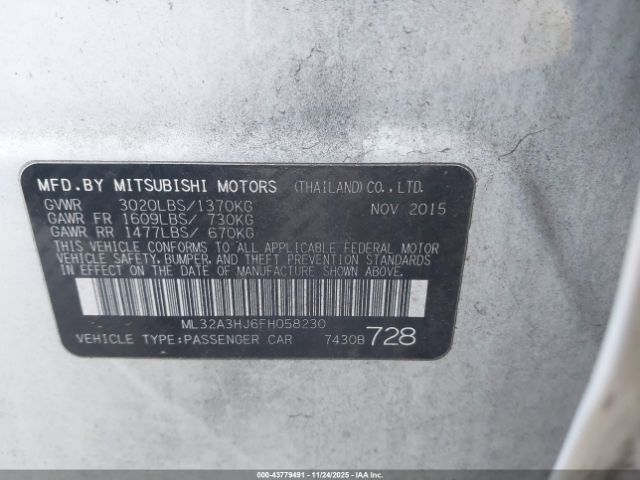 MFD.BY MITSUBISHI MOTORS (THAILAND) CO., LTD.
GVWR 3020LBS/1370KG NOV 2015
GAWR FR 1609LBS/ 730KG
GAWR RR 1477LBS/ 670KG
THIS VEHICLE CONFORMS TO ALL APPLICABLE FEDERAL MOTOR
VEHICLE SAFETY, BUMPER, AND THEFT PREVENTION STANDARDS
IN EFFECT ON THE DATE OF MANUFACTURE SHOWN ABOVE.
ML32A3HJ6FH058230
VEHICLE TYPE:PASSENGER CAR 7430B 728
000-43779491 - 11/24/2025 - IAAI.COM